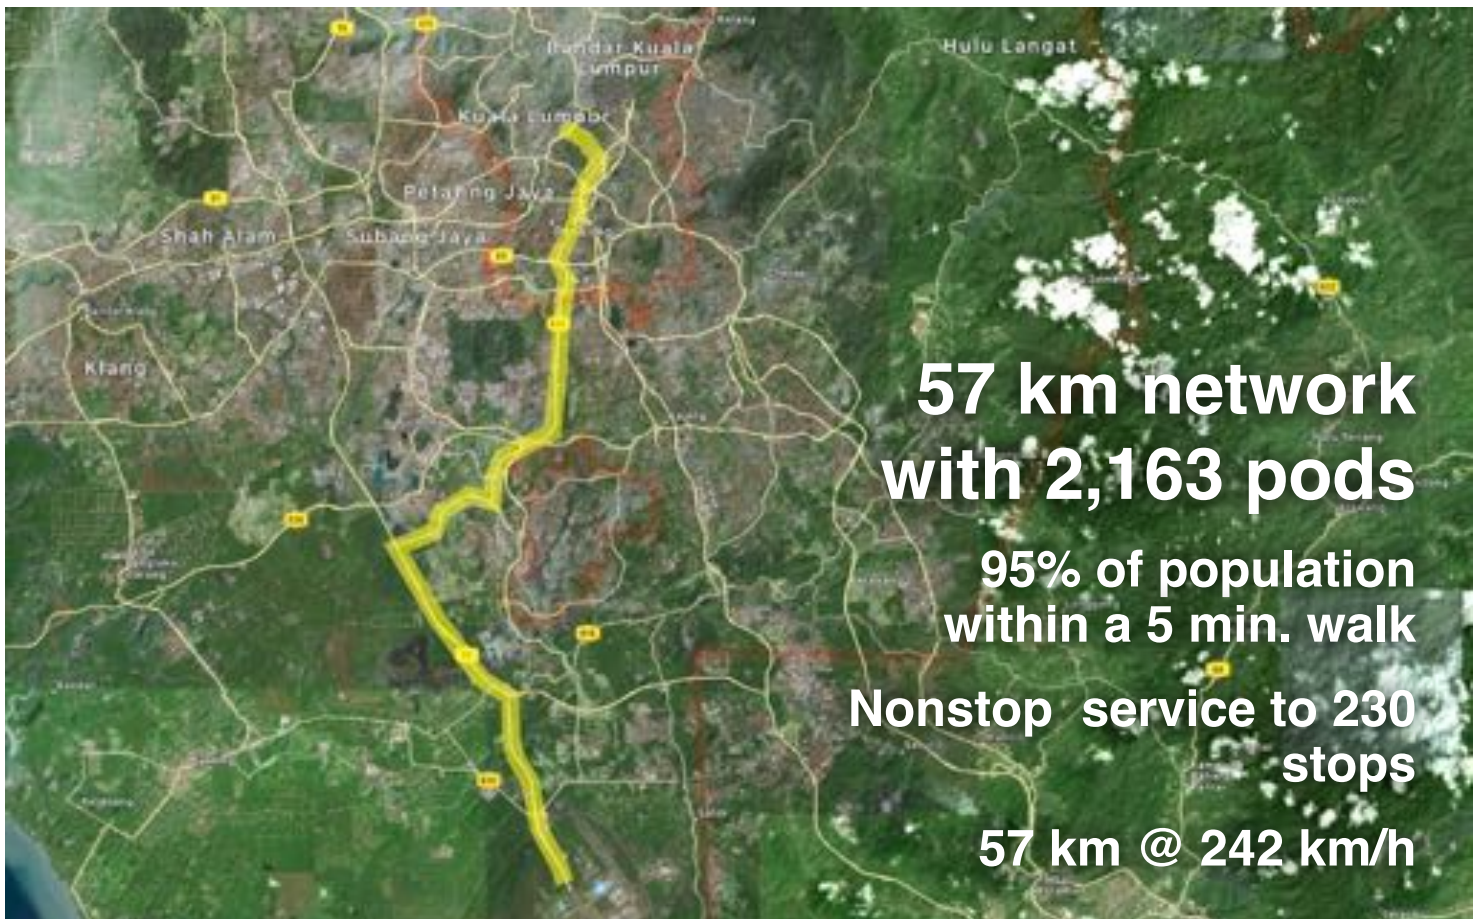 Bandar Kuala
Lumpur
Hulu Langat
Kuala Lumpur
Petaling Jaya
Shah Alam
Subang Jaya
Klang
57 km network
with 2,163 pods
95% of population
within a 5 min. walk
Nonstop  service to 230
stops
57 km @ 242 km/h